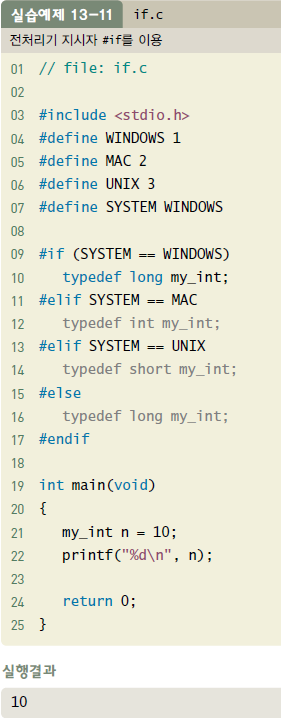 실습예제 13-11 if.c
전처리기 지시자 #if를 이용
01 // file: if.c
02
03 #include <stdio.h>
04 #define WINDOWS 1
05 #define MAC 2
06 #define UNIX 3
07 #define SYSTEM WINDOWS
08
09 #if (SYSTEM == WINDOWS)
10 typedef long my_int;
11 #elif SYSTEM == MAC
12 typedef int my_int;
13 #elif SYSTEM == UNIX
14 typedef short my_int;
15 #else
16 typedef long my_int;
17 #endif
18
19 int main(void)
20 {
21 my_int n = 10;
22 printf("%d\n", n);
23
24 return 0;
25 }
실행결과
10